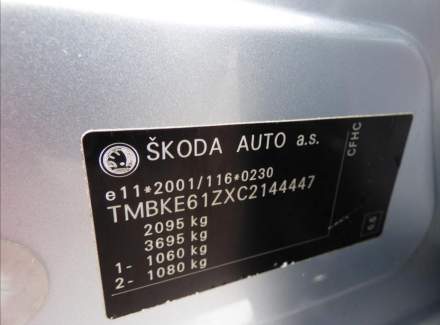 ŠKODA AUTO a.s.
CFHC
e11*2001/116*0230
TMBKE61ZXC2144447
2095 kg
3695 kg
1- 1060 kg
2- 1080 kg